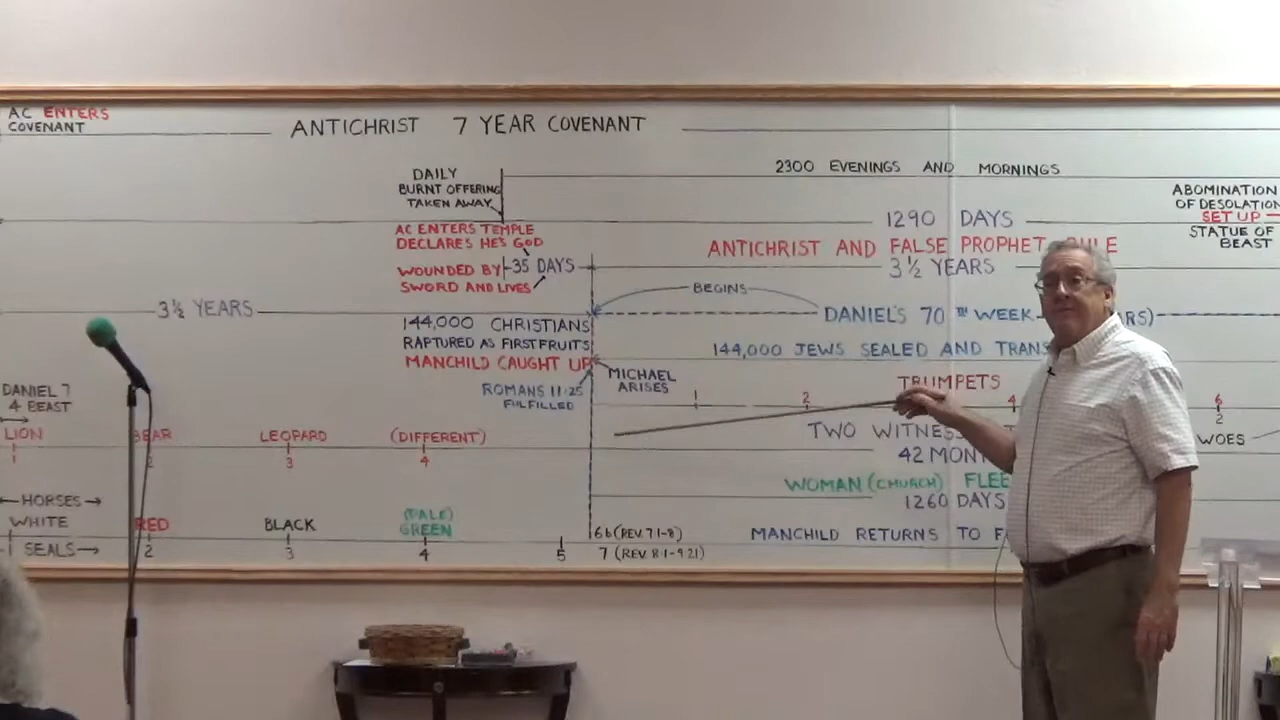 AC ENTERS
COVENANT
ANTICHRIST 7 YEAR COVENANT
2300 EVENINGS AND MORNINGS
DAILY
BURNT OFFERING
TAKEN AWAY
1290 DAYS
ABOMINATION
OF DESOLATION
SET UP
STATUE OF
BEAST
AC ENTERS TEMPLE
DECLARES HE'S GOD
ANTICHRIST AND FALSE PROPHET RULE
WOUNDED BY
SWORD AND LIVES
35 DAYS
3½ YEARS
BEGINS
3½ YEARS
DANIEL'S 70TH WEEK
144,000 CHRISTIANS
RAPTURED AS FIRSTFRUITS
MANCHILD CAUGHT UP
144,000 JEWS SEALED AND TRANS
MICHAEL
ARISES
ROMANS 11:25
FULFILLED
TRUMPETS
1 2 4 6
2
WOES
DANIEL 7
4 BEAST
LION BEAR LEOPARD (DIFFERENT)
1 2 3 4
TWO WITNES
42 MONT
WOMAN (CHURCH) FLEE
1260 DAYS
HORSES
WHITE RED BLACK (PALE)
GREEN
1 SEALS 2 3 4 5
6b (REV. 7:1-8)
7 (REV. 8:1-9:21)
MANCHILD RETURNS TO F